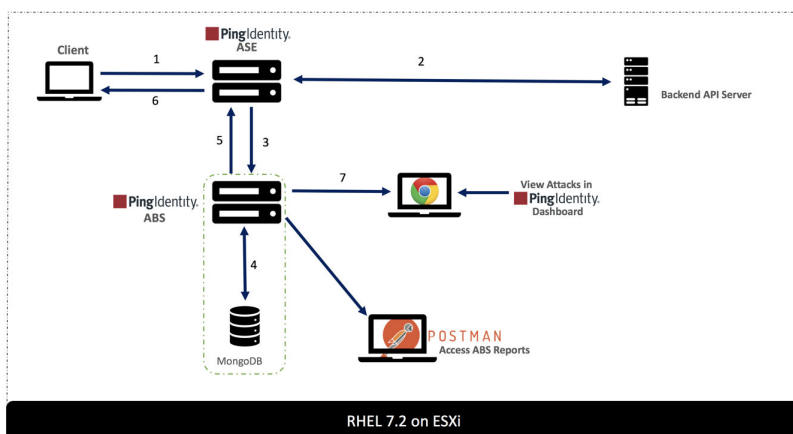 PingIdentity.
ASE
Client
1
2
6
Backend API Server
5
3
7
View Attacks in
PingIdentity.
Dashboard
PingIdentity.
ABS
4
POSTMAN
Access ABS Reports
MongoDB
RHEL 7.2 on ESXi